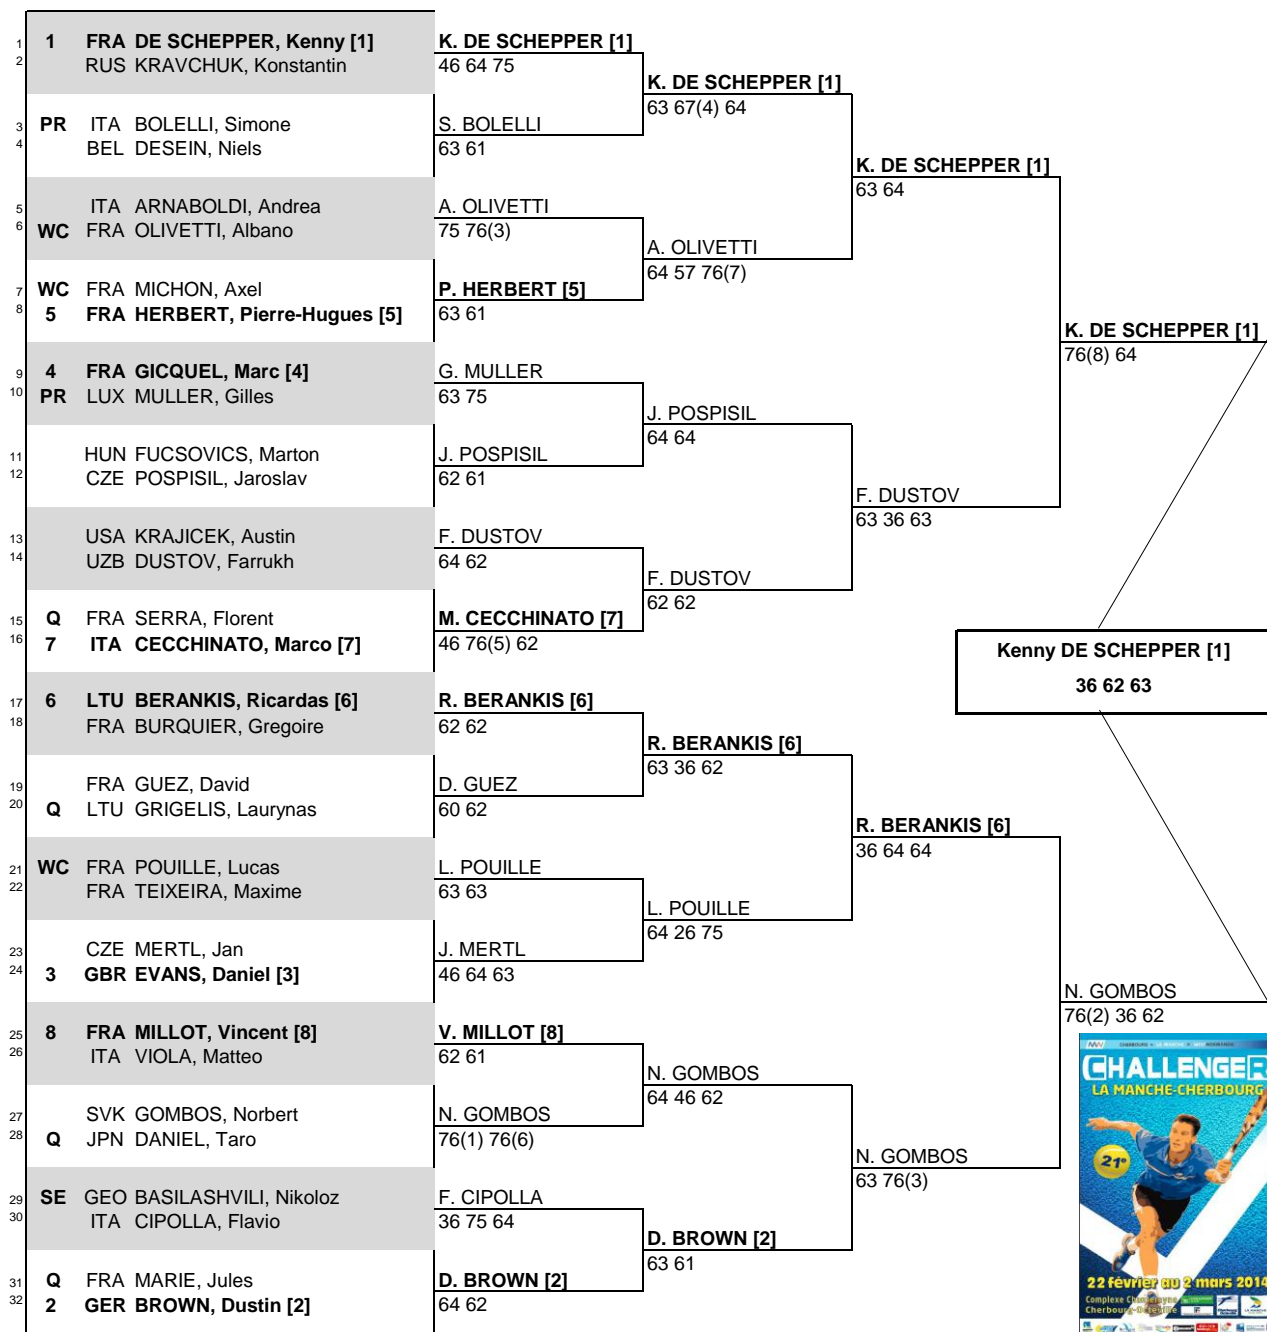 1 1 FRA DE SCHEPPER, Kenny [1]
2 RUS KRAVCHUK, Konstantin
3 PR ITA BOLELLI, Simone
4 BEL DESEIN, Niels
5 ITA ARNABOLDI, Andrea
6 WC FRA OLIVETTI, Albano
7 WC FRA MICHON, Axel
8 5 FRA HERBERT, Pierre-Hugues [5]
9 4 FRA GICQUEL, Marc [4]
10 PR LUX MULLER, Gilles
11 HUN FUCSOVICS, Marton
12 CZE POSPISIL, Jaroslav
13 USA KRAJICEK, Austin
14 UZB DUSTOV, Farrukh
15 Q FRA SERRA, Florent
16 7 ITA CECCHINATO, Marco [7]
17 6 LTU BERANKIS, Ricardas [6]
18 FRA BURQUIER, Gregoire
19 FRA GUEZ, David
20 Q LTU GRIGELIS, Laurynas
21 WC FRA POUILLE, Lucas
22 FRA TEIXEIRA, Maxime
23 CZE MERTL, Jan
24 3 GBR EVANS, Daniel [3]
25 8 FRA MILLOT, Vincent [8]
26 ITA VIOLA, Matteo
27 SVK GOMBOS, Norbert
28 Q JPN DANIEL, Taro
29 SE GEO BASILASHVILI, Nikoloz
30 ITA CIPOLLA, Flavio
31 Q FRA MARIE, Jules
32 2 GER BROWN, Dustin [2]
K. DE SCHEPPER [1]
46 64 75
S. BOLELLI
63 61
A. OLIVETTI
75 76(3)
P. HERBERT [5]
63 61
G. MULLER
63 75
J. POSPISIL
62 61
F. DUSTOV
64 62
M. CECCHINATO [7]
46 76(5) 62
R. BERANKIS [6]
62 62
D. GUEZ
60 62
L. POUILLE
63 63
J. MERTL
46 64 63
V. MILLOT [8]
62 61
N. GOMBOS
76(1) 76(6)
F. CIPOLLA
36 75 64
D. BROWN [2]
64 62
K. DE SCHEPPER [1]
63 67(4) 64
A. OLIVETTI
64 57 76(7)
J. POSPISIL
64 64
F. DUSTOV
62 62
R. BERANKIS [6]
63 36 62
L. POUILLE
64 26 75
N. GOMBOS
64 46 62
D. BROWN [2]
63 61
K. DE SCHEPPER [1]
63 64
F. DUSTOV
63 36 63
R. BERANKIS [6]
36 64 64
N. GOMBOS
63 76(3)
K. DE SCHEPPER [1]
76(8) 64
N. GOMBOS
76(2) 36 62
Kenny DE SCHEPPER [1]
36 62 63
CHALLENGER
LA MANCHE-CHERBOURG
21e
22 février au 2 mars 2014
Complexe